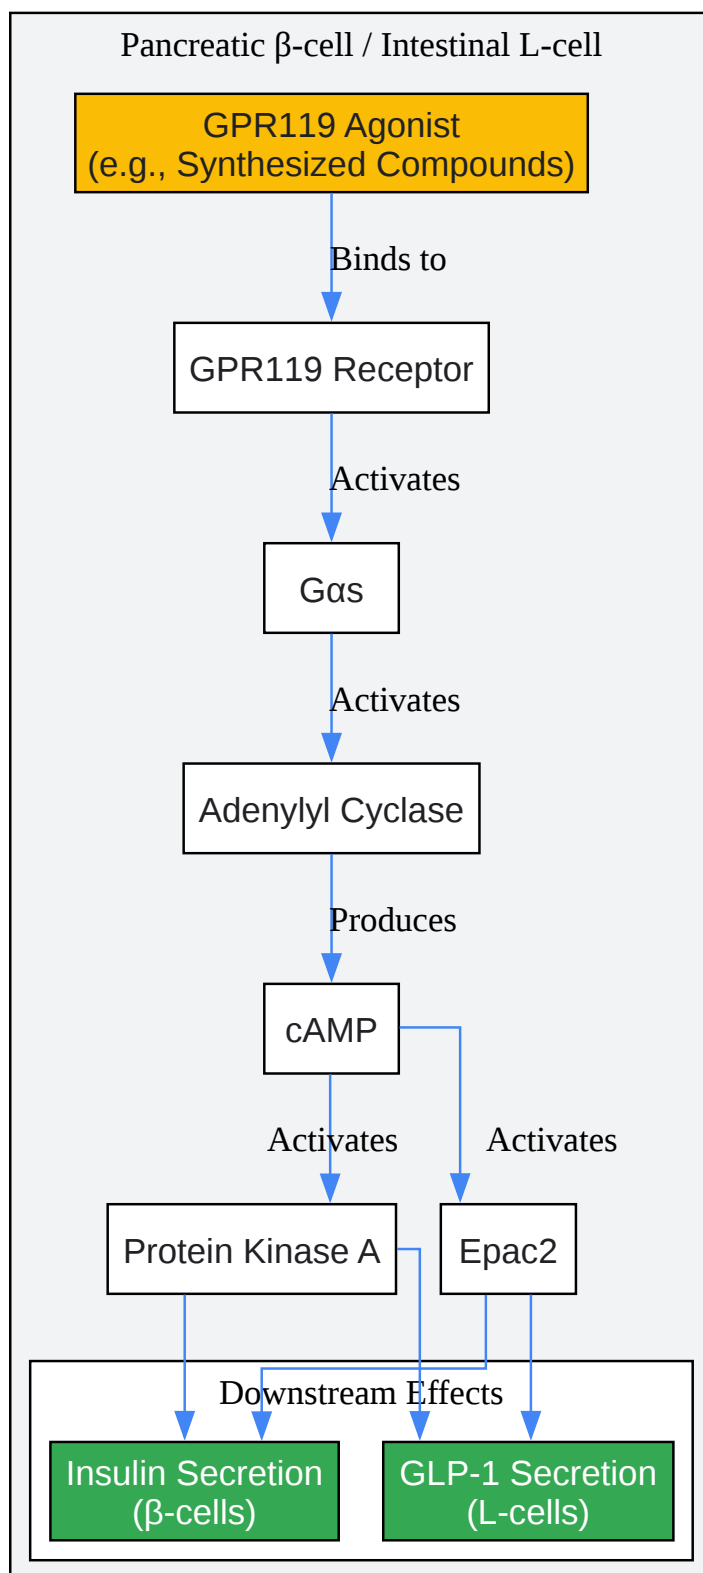 Pancreatic β-cell / Intestinal L-cell
GPR119 Agonist
(e.g., Synthesized Compounds)
Binds to
GPR119 Receptor
Activates
Gαs
Activates
Adenylyl Cyclase
Produces
cAMP
Activates
Activates
Protein Kinase A
Epac2
Downstream Effects
Insulin Secretion
(β-cells)
GLP-1 Secretion
(L-cells)